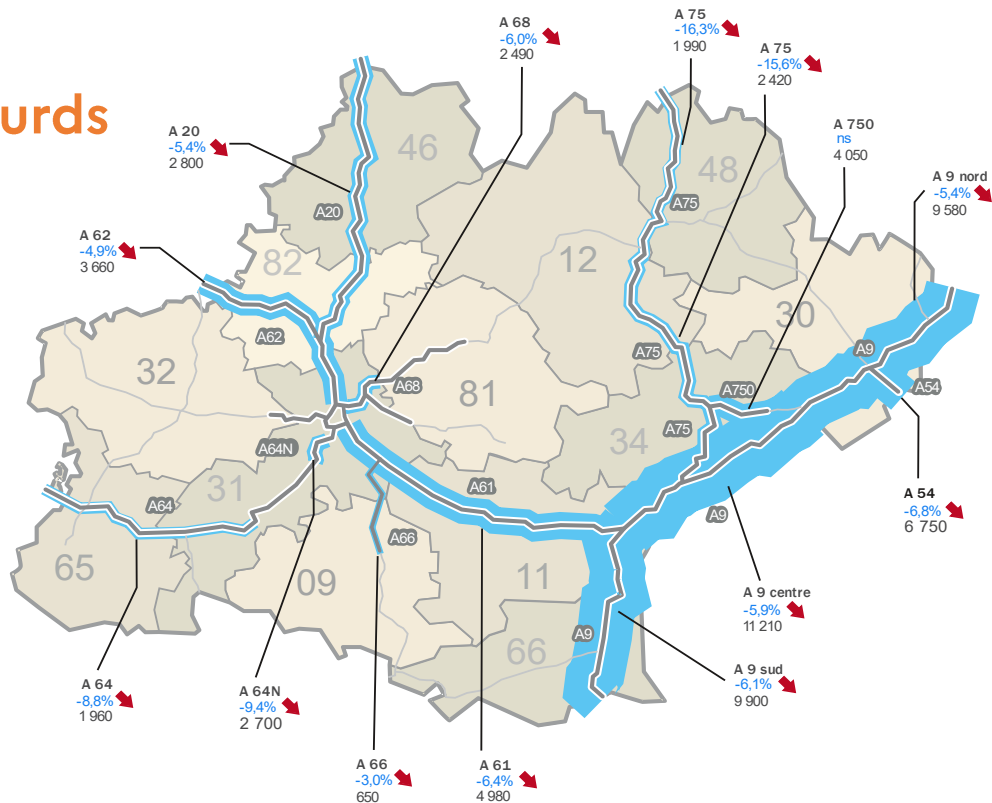 urds
A 68
-6,0%
2 490
A 75
-16,3%
1 990
A 75
-15,6%
2 420
A 20
-5,4%
2 800
A 750
ns
4 050
A 9 nord
-5,4%
9 580
A 62
-4,9%
3 660
46
48
A20
A75
82
12
30
A62
A75
A9
32
A68
81
A750
A54
A64N
34
A75
31
A61
A64
A9
A66
65
09
11
A 54
-6,8%
6 750
A9
66
A 9 centre
-5,9%
11 210
A 64
-8,8%
1 960
A 64N
-9,4%
2 700
A 9 sud
-6,1%
9 900
A 66
-3,0%
650
A 61
-6,4%
4 980